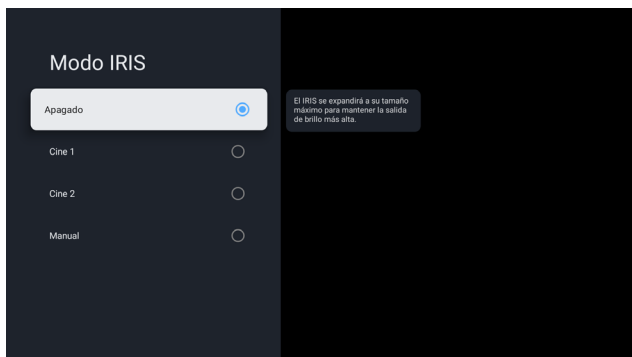 Modo IRIS
Apagado
El IRIS se expandirá a su tamaño
máximo para mantener la salida
de brillo más alta.
Cine 1
Cine 2
Manual